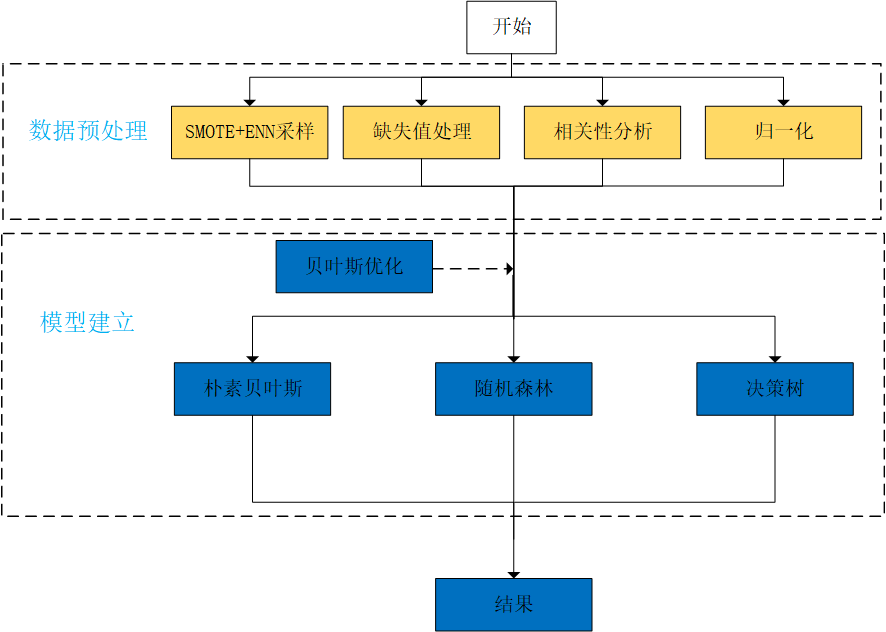 开始
数据预处理
SMOTE+ENN采样
缺失值处理
相关性分析
归一化
贝叶斯优化
模型建立
朴素贝叶斯
随机森林
决策树
结果